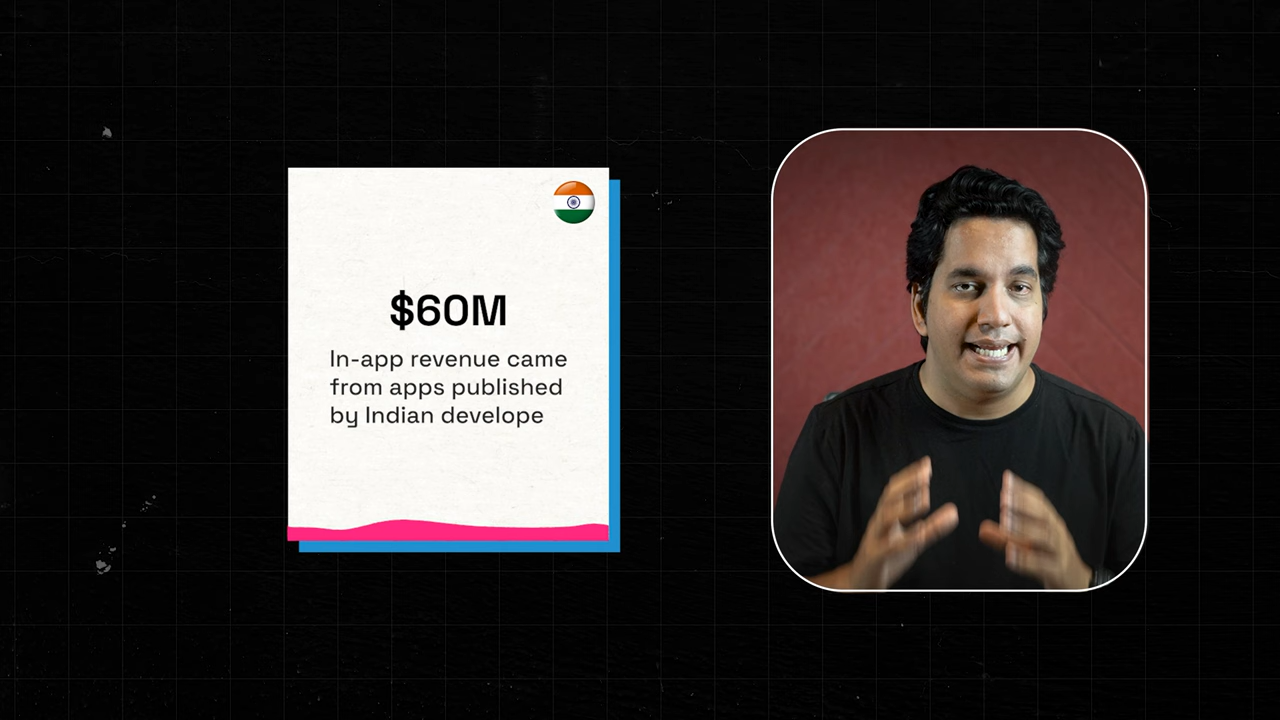 $60M
In-app revenue came
from apps published
by Indian develope